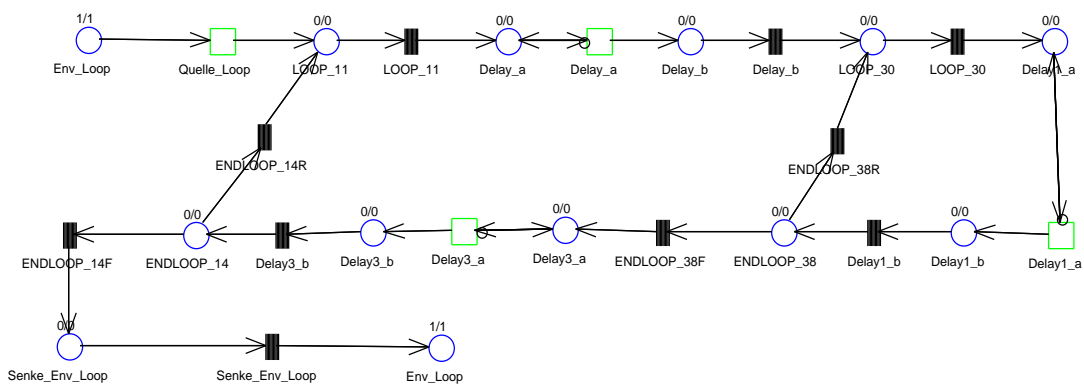 1/1 0/0 0/0 0/0 0/0 0/0
Env_Loop Quelle_Loop LOOP_11 LOOP_11 Delay_a Delay_a Delay_b Delay_b LOOP_30 LOOP_30 Delay1_a
ENDLOOP_14R ENDLOOP_38R
0/0 0/0 0/0 0/0 0/0
ENDLOOP_14F ENDLOOP_14 Delay3_b Delay3_b Delay3_a Delay3_a ENDLOOP_38F ENDLOOP_38 Delay1_b Delay1_b Delay1_a
0/0 1/1
Senke_Env_Loop Senke_Env_Loop Env_Loop